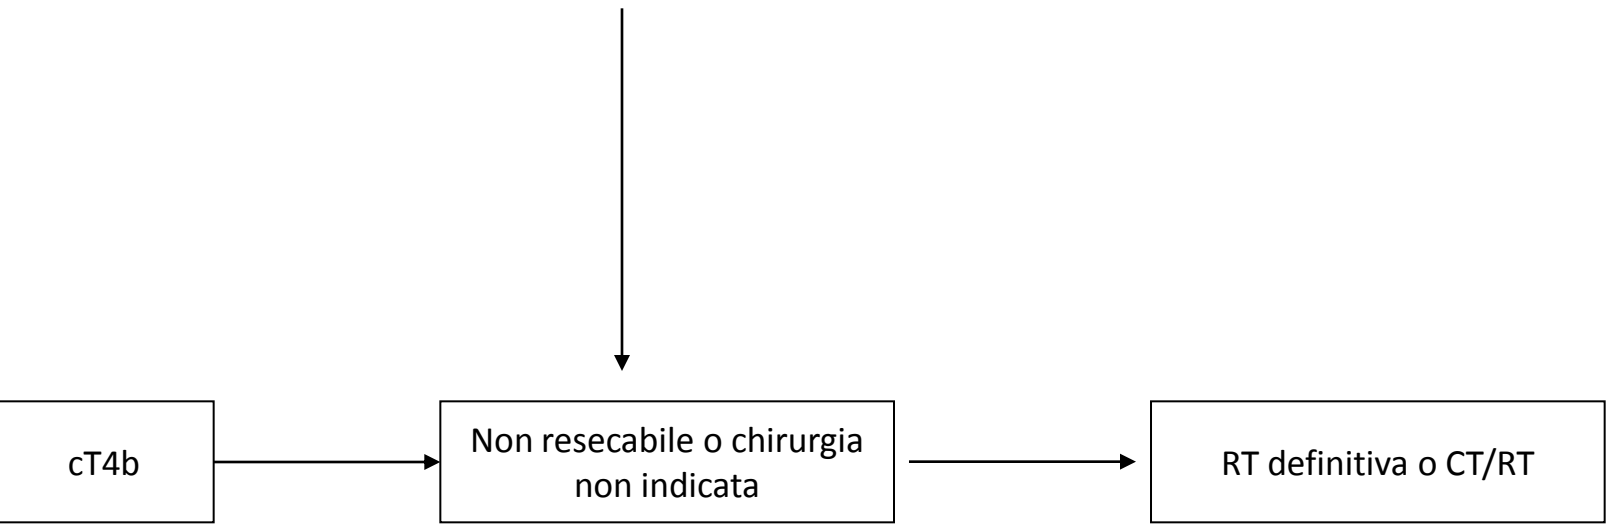 cT4b
Non resecabile o chirurgia
non indicata
RT definitiva o CT/RT